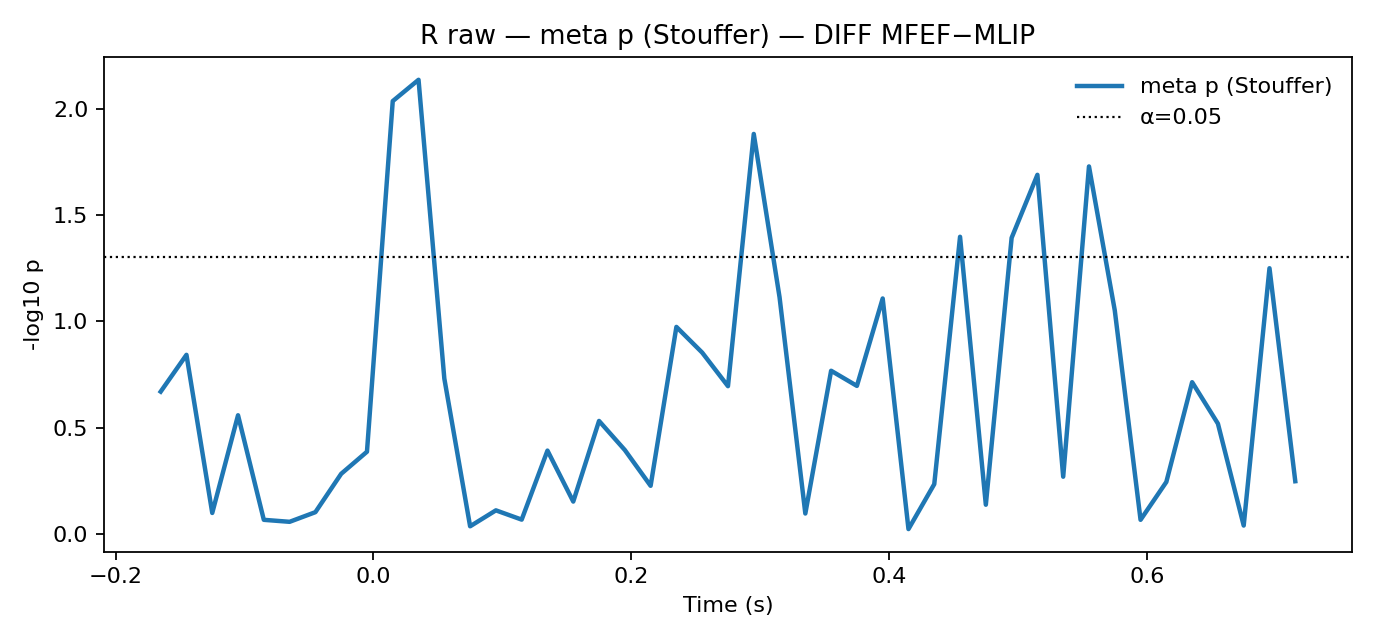 R raw — meta p (Stouffer) — DIFF MFEF−MLIP
meta p (Stouffer)
α=0.05
-log10 p
2.0
1.5
1.0
0.5
0.0
−0.2
0.0
0.2
0.4
0.6
Time (s)